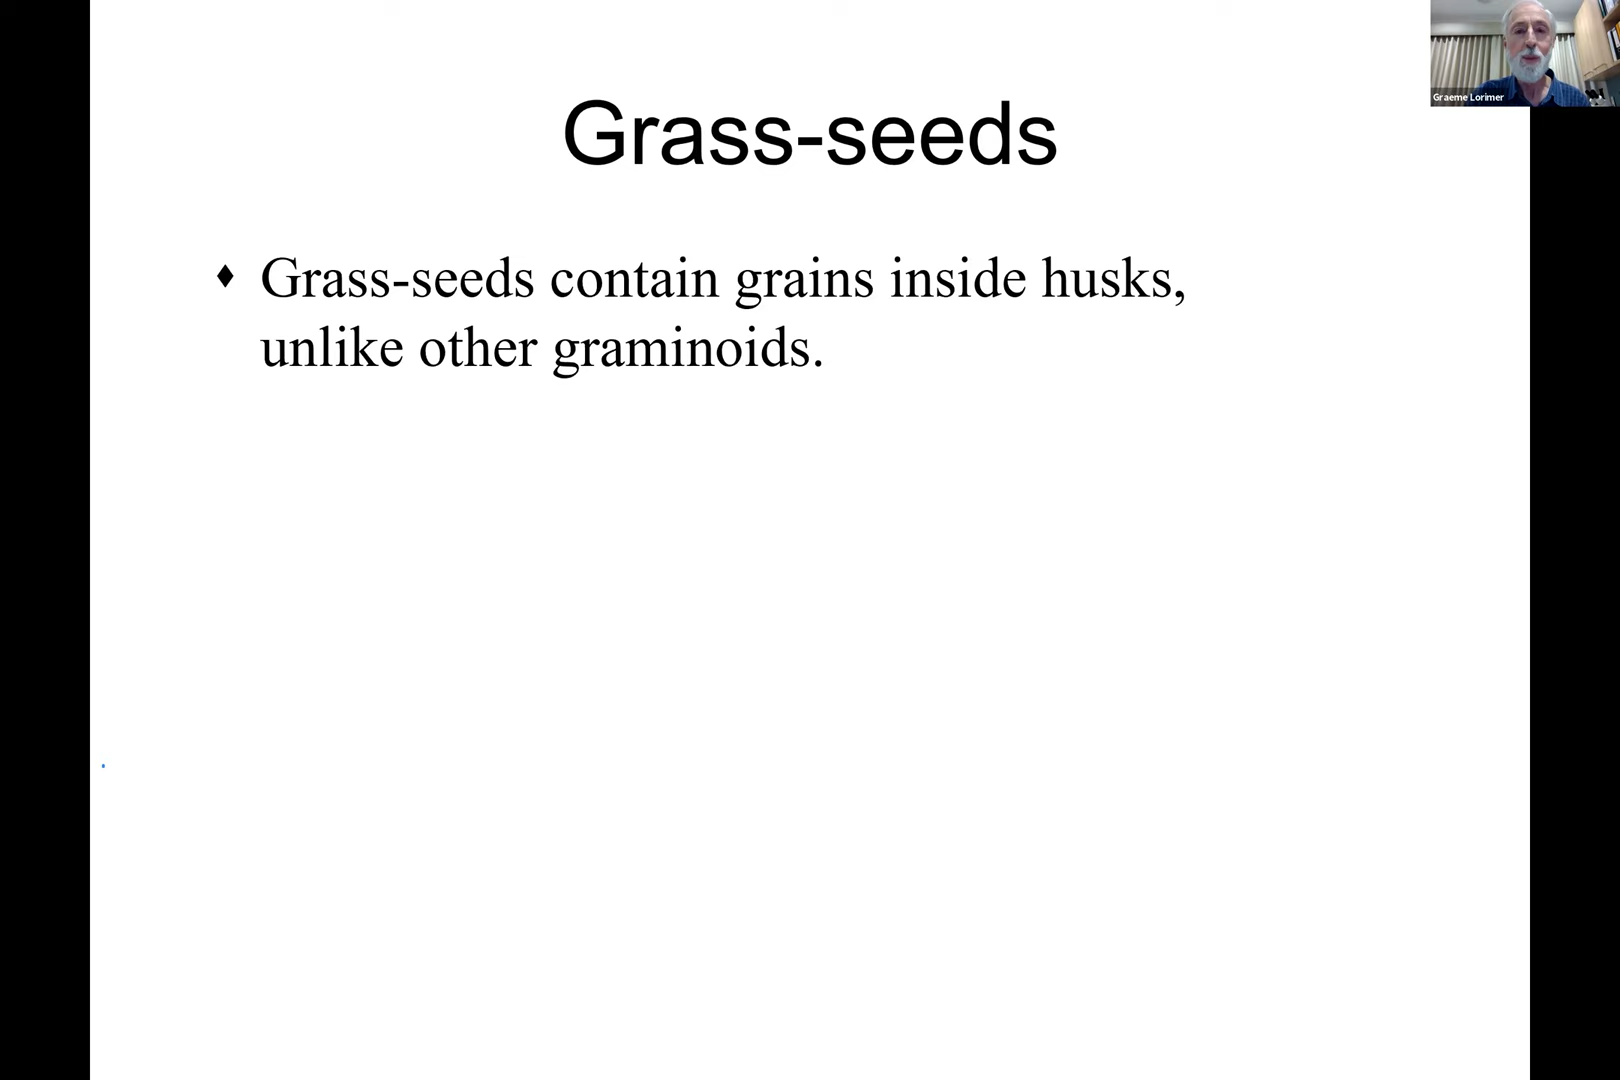 Graeme Lorimer
Grass-seeds
♦ Grass-seeds contain grains inside husks,
unlike other graminoids.